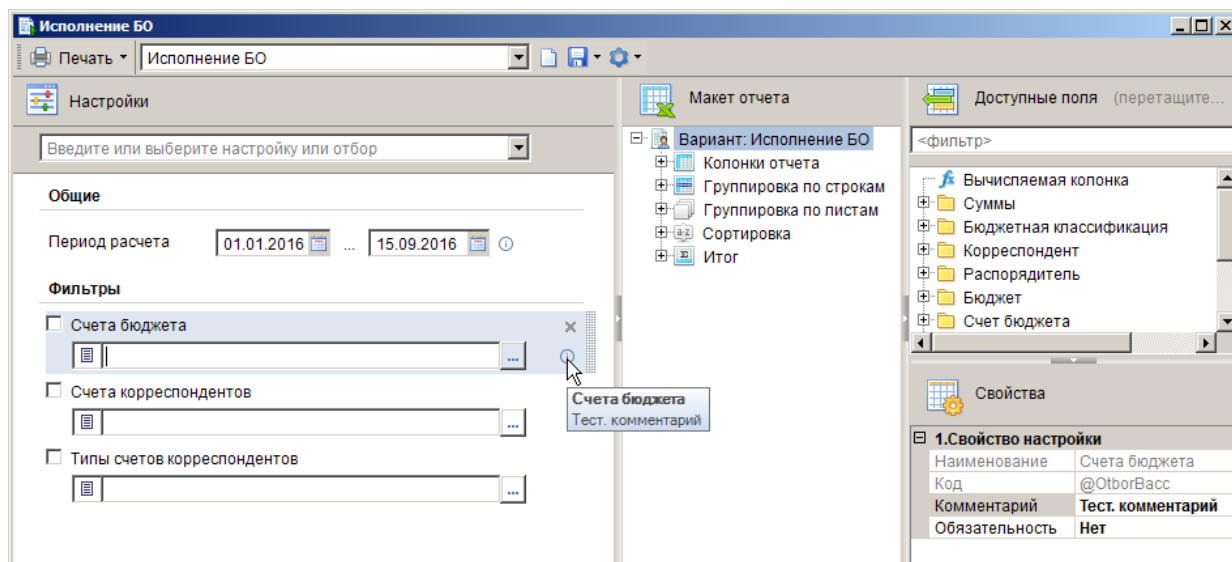 Исполнение БО
Печать Исполнение БО
Настройки
Введите или выберите настройку или отбор
Общие
Период расчета 01.01.2016 ... 15.09.2016
Фильтры
Счета бюджета
...
Счета корреспондентов
...
Типы счетов корреспондентов
...
Счета бюджета
Тест. комментарий
Макет отчета
Вариант: Исполнение БО
Колонки отчета
Группировка по строкам
Группировка по листам
Сортировка
Итог
Доступные поля (перетащите...
<фильтр>
Вычисляемая колонка
Суммы
Бюджетная классификация
Корреспондент
Распорядитель
Бюджет
Счет бюджета
Свойства
1.Свойство настройки
Наименование Счета бюджета
Код @OtborBacc
Комментарий Тест. комментарий
Обязательность Нет